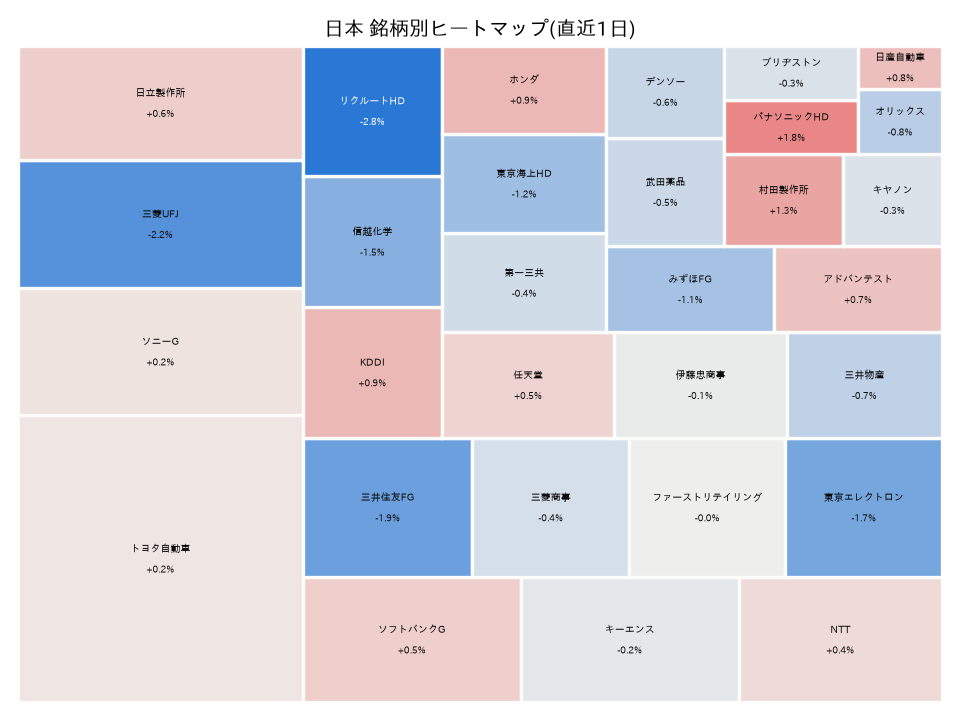 日本 銘柄別ヒートマップ(直近1日)
日立製作所
+0.6%
三菱UFJ
-2.2%
ソニーG
+0.2%
トヨタ自動車
+0.2%
リクルートHD
-2.8%
信越化学
-1.5%
KDDI
+0.9%
ホンダ
+0.9%
東京海上HD
-1.2%
第一三共
-0.4%
デンソー
-0.6%
武田薬品
-0.5%
ブリヂストン
-0.3%
パナソニックHD
+1.8%
日産自動車
+0.8%
オリックス
-0.8%
村田製作所
+1.3%
キヤノン
-0.3%
みずほFG
-1.1%
アドバンテスト
+0.7%
任天堂
+0.5%
伊藤忠商事
-0.1%
三井物産
-0.7%
三井住友FG
-1.9%
三菱商事
-0.4%
ファーストリテイリング
-0.0%
東京エレクトロン
-1.7%
ソフトバンクG
+0.5%
キーエンス
-0.2%
NTT
+0.4%